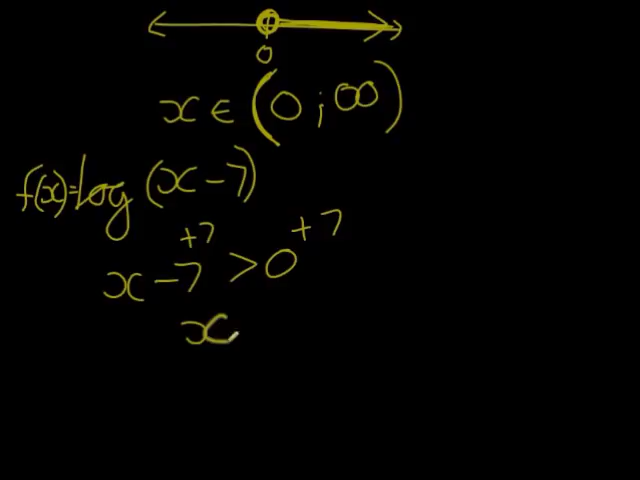 0
x ∈ (0 ; ∞)
f(x)=log (x-7)
+7 +7
x-7 >0
x